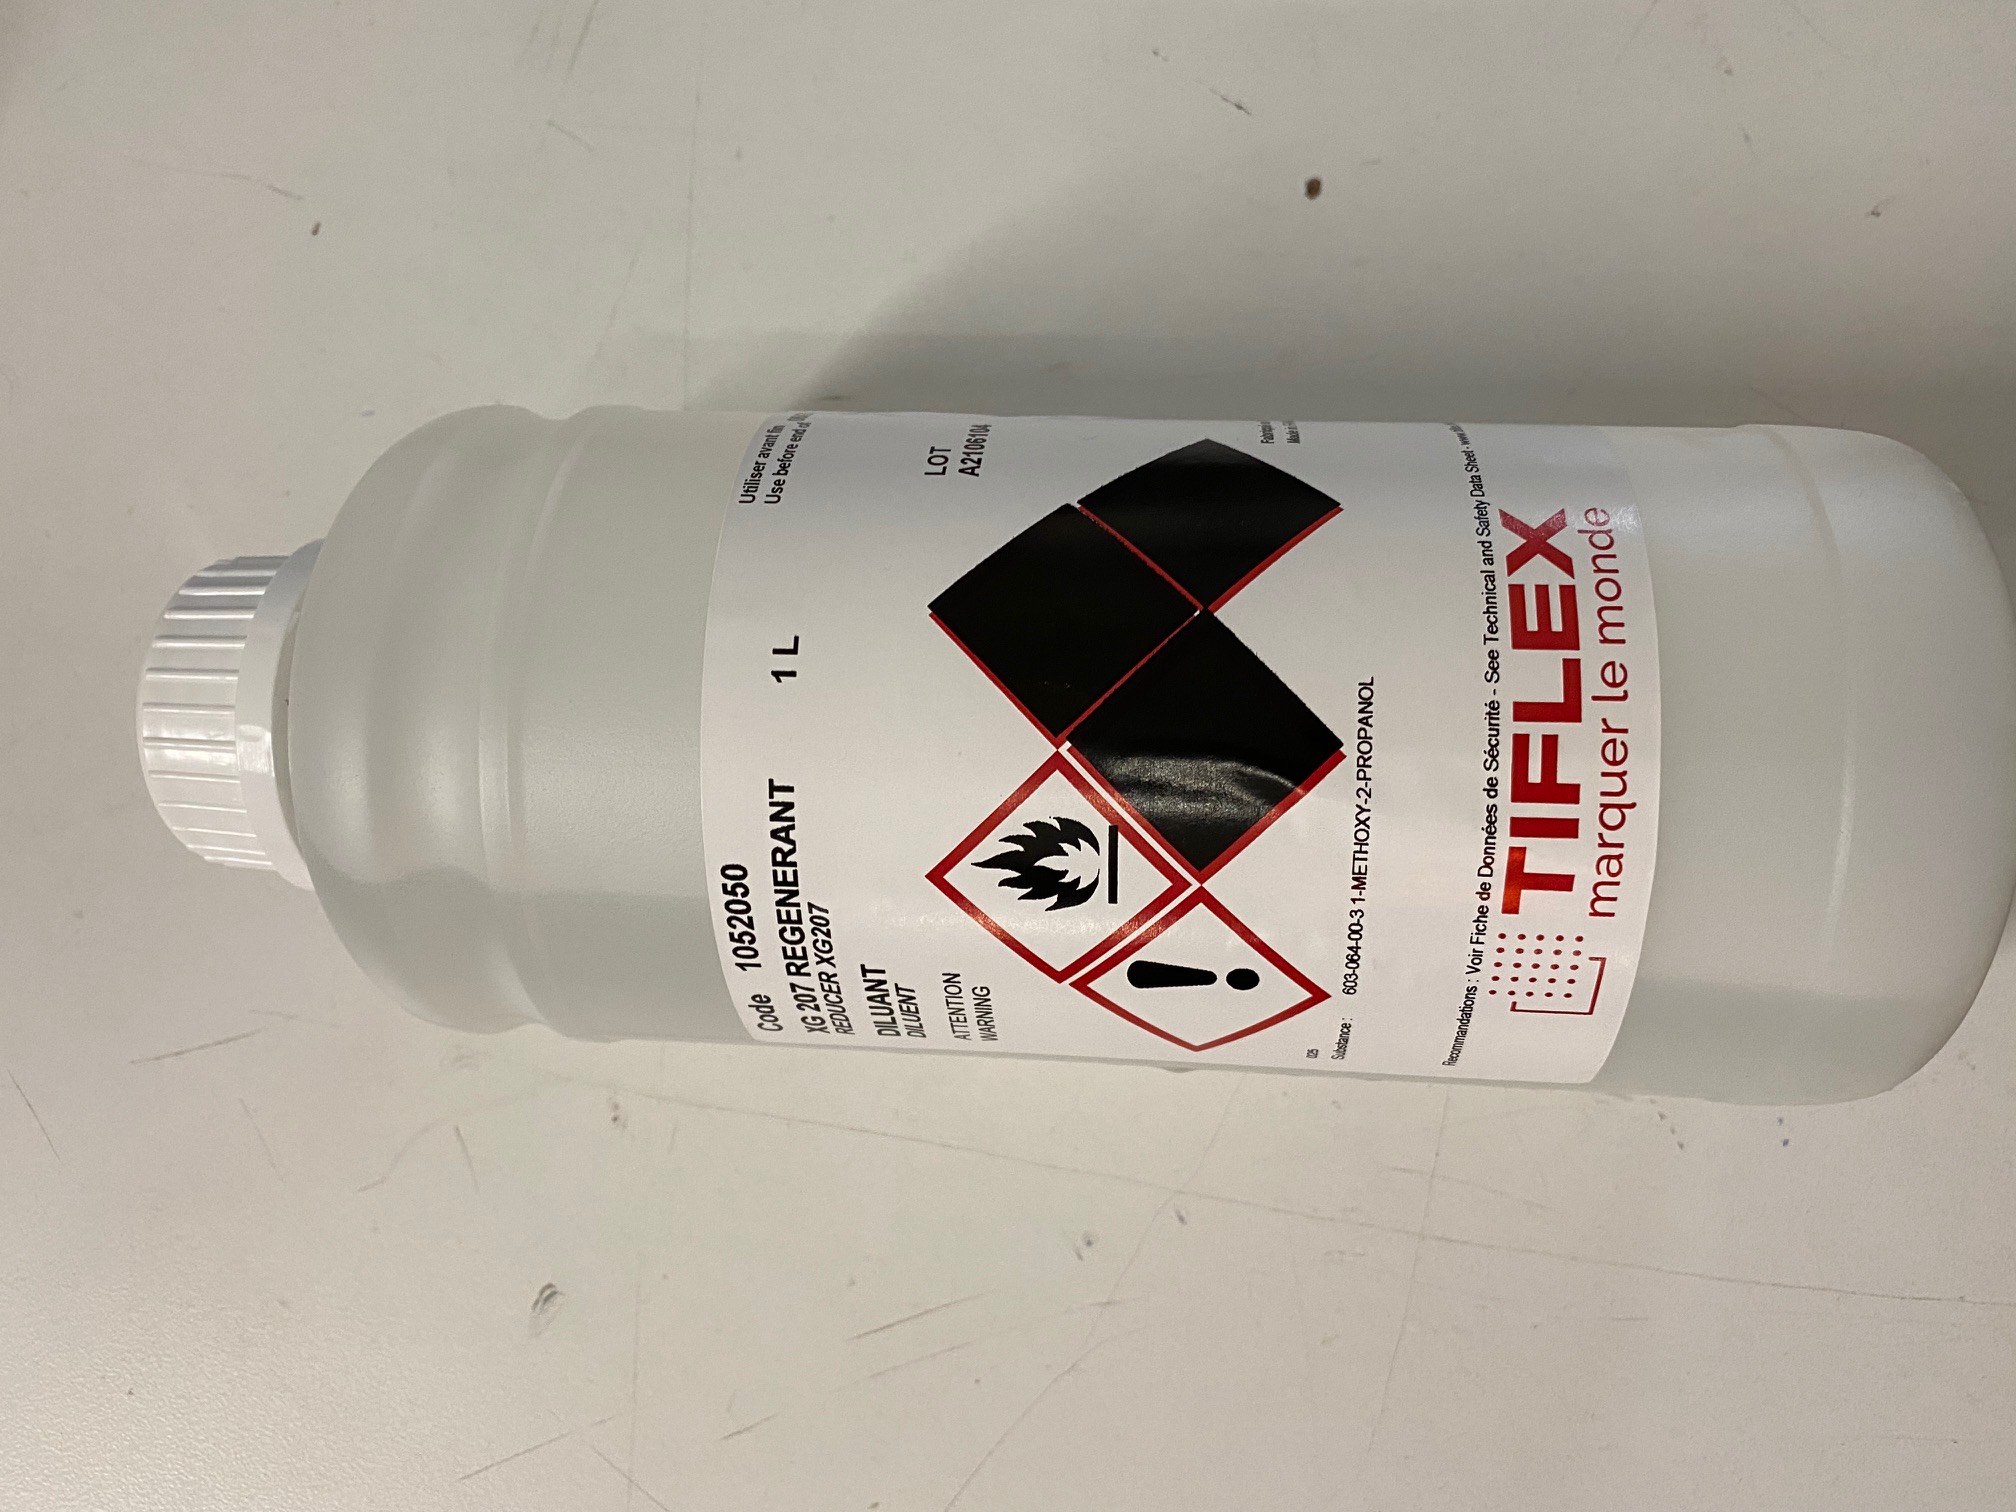 Code 1052050
XG 207 REGENERANT 1 L
REDUCER XG207
DILUANT
DILUENT
ATTENTION
WARNING
Utiliser avant fin
Use before end of
LOT
A2106104
025
Substance : 603-064-00-3 1-METHOXY-2-PROPANOL
Recommandations : Voir Fiche de Données de Sécurité - See Technical and Safety Data Sheet
TIFLEX
marquer le monde